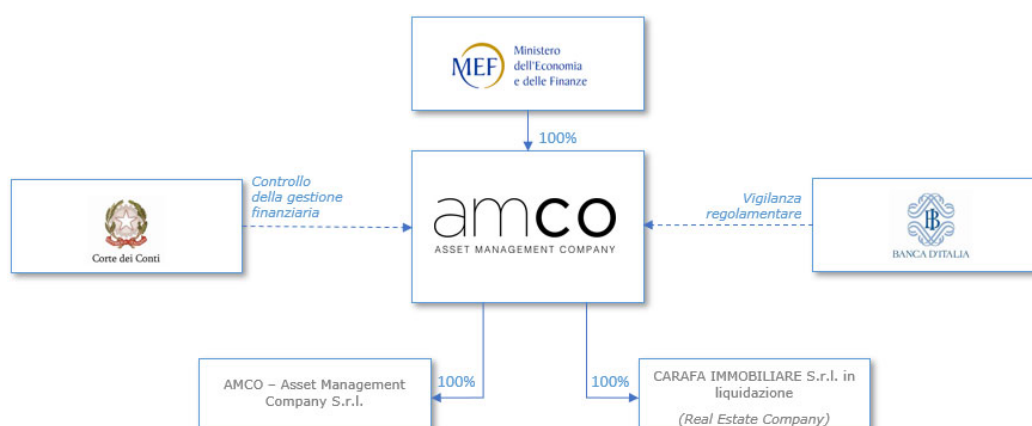 MEF
Ministero
dell'Economia
e delle Finanze
100%
Controllo
della gestione
finanziaria
Corte dei Conti
amco
ASSET MANAGEMENT COMPANY
Vigilanza
regolamentare
BANCA D'ITALIA
AMCO – Asset Management
Company S.r.l.
100%
100%
CARAFA IMMOBILIARE S.r.l. in
liquidazione
(Real Estate Company)